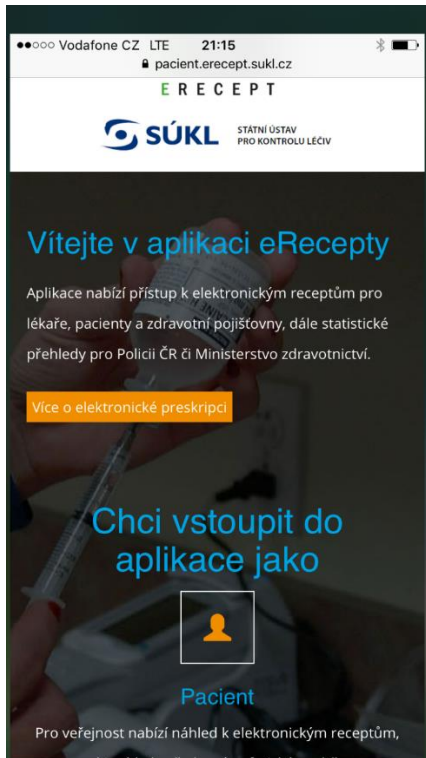 Vodafone CZ LTE 21:15
pacient.erecept.sukl.cz
ERECEPT
SÚKL STÁTNÍ ÚSTAV
PRO KONTROLU LÉČIV
Vítejte v aplikaci eRecepty
Aplikace nabízí přístup k elektronickým receptům pro
lékaře, pacienty a zdravotní pojišťovny, dále statistické
přehledy pro Policii ČR či Ministerstvo zdravotnictví.
Více o elektronické preskripci
Chci vstoupit do
aplikace jako
Pacient
Pro veřejnost nabízí náhled k elektronickým receptům,